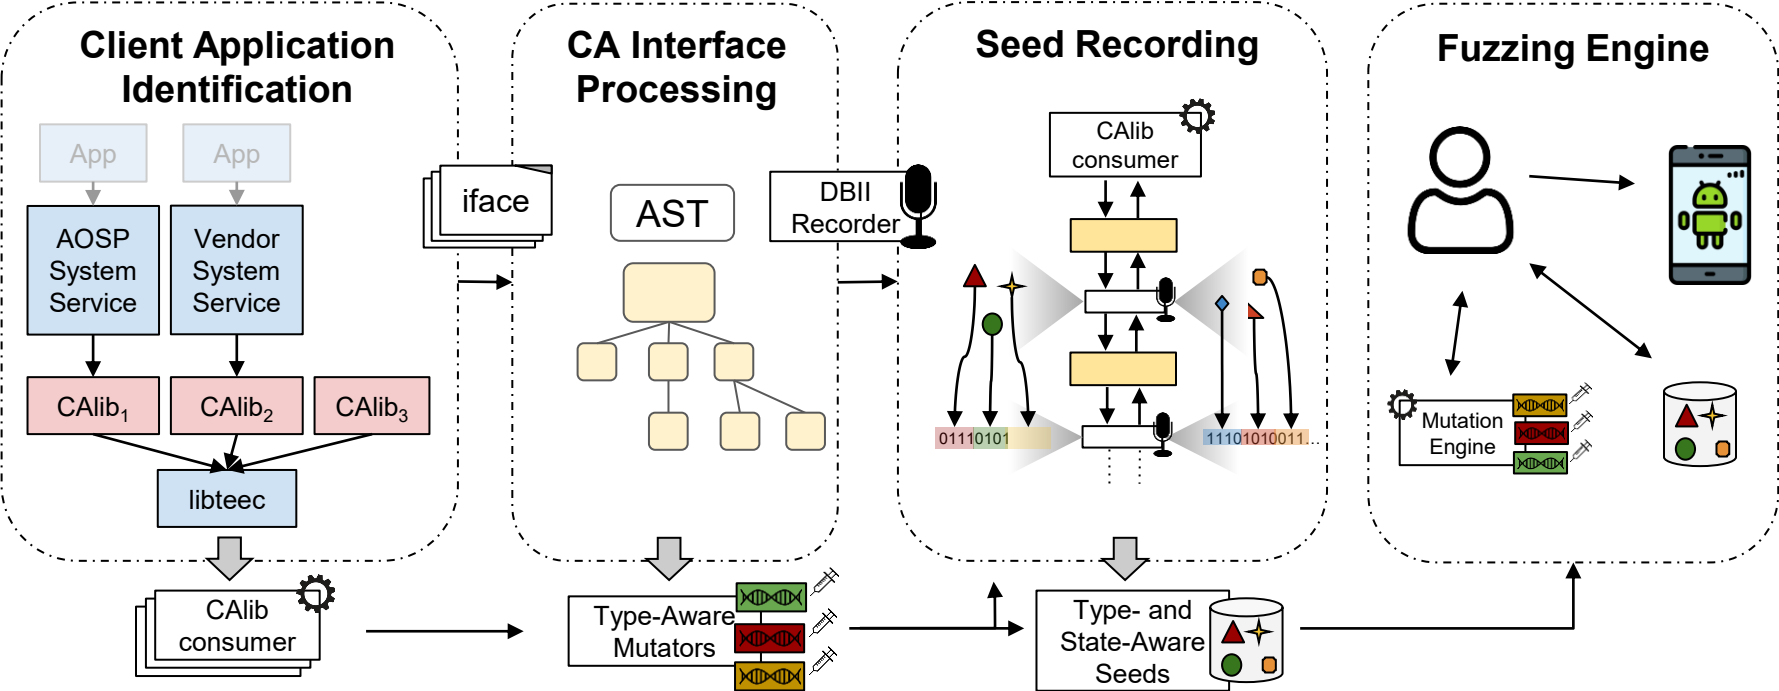 Client Application
Identification
App
App
AOSP
System
Service
Vendor
System
Service
CAlib1
CAlib2
CAlib3
libteec
CAlib
consumer
iface
CA Interface
Processing
AST
Type-Aware
Mutators
DBII
Recorder
Seed Recording
CAlib
consumer
01110101
11101010011...
Type- and
State-Aware
Seeds
Fuzzing Engine
Mutation
Engine